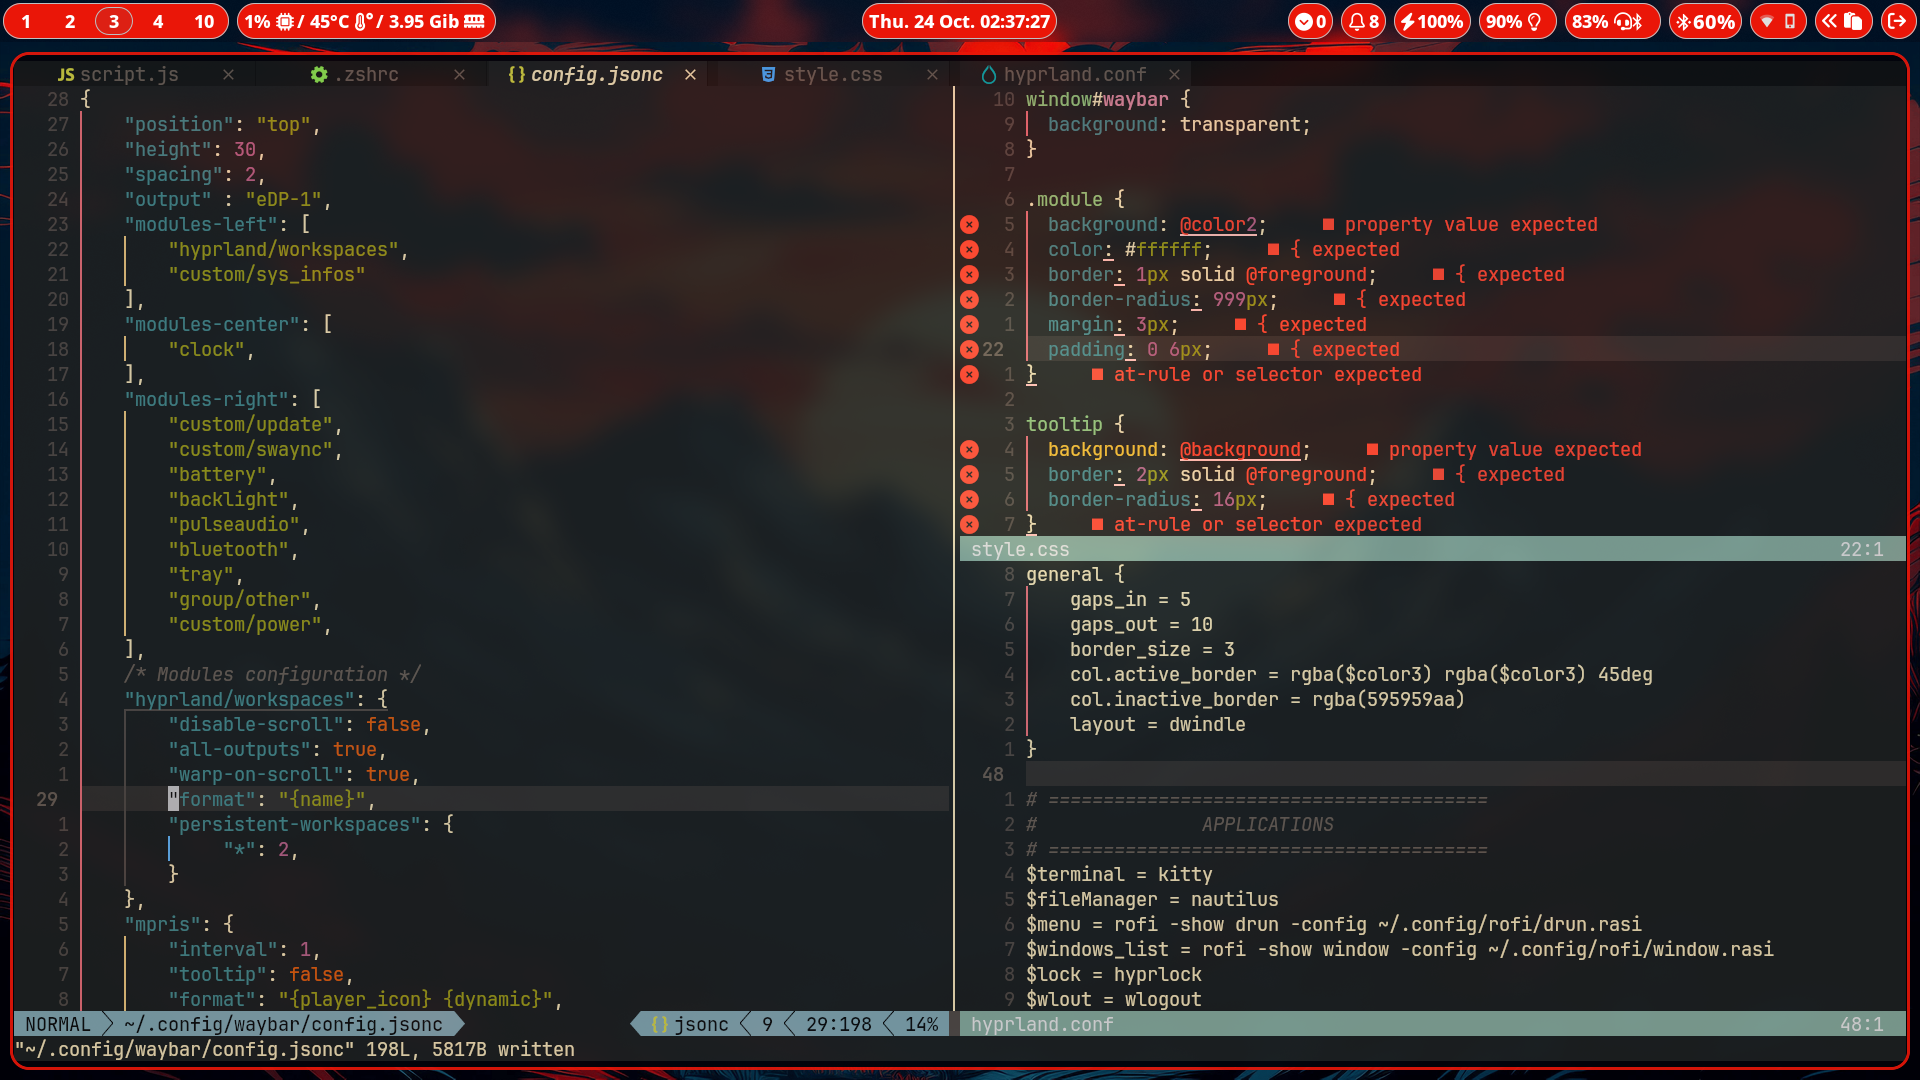 1 2 3 4 10
1% / 45°C / 3.95 Gib
Thu. 24 Oct. 02:37:27
0 8 100% 90% 83% 60%
JS script.js × .zshrc × {} config.jsonc × style.css × hyprland.conf ×
28 {
27 "position": "top",
26 "height": 30,
25 "spacing": 2,
24 "output" : "eDP-1",
23 "modules-left": [
22 "hyprland/workspaces",
21 "custom/sys_infos"
20 ],
19 "modules-center": [
18 "clock",
17 ],
16 "modules-right": [
15 "custom/update",
14 "custom/swaync",
13 "battery",
12 "backlight",
11 "pulseaudio",
10 "bluetooth",
9 "tray",
8 "group/other",
7 "custom/power",
6 ],
5 /* Modules configuration */
4 "hyprland/workspaces": {
3 "disable-scroll": false,
2 "all-outputs": true,
1 "warp-on-scroll": true,
29 "format": "{name}",
1 "persistent-workspaces": {
2 "*": 2,
3 }
4 },
5 "mpris": {
6 "interval": 1,
7 "tooltip": false,
8 "format": "{player_icon} {dynamic}",
NORMAL ~/.config/waybar/config.jsonc {} jsonc 9 29:198 14%
"~/.config/waybar/config.jsonc" 198L, 5817B written
10 window#waybar {
9 background: transparent;
8 }
7
6 .module {
5 background: @color2; ■ property value expected
4 color: #ffffff; ■ { expected
3 border: 1px solid @foreground; ■ { expected
2 border-radius: 999px; ■ { expected
1 margin: 3px; ■ { expected
22 padding: 0 6px; ■ { expected
1 } ■ at-rule or selector expected
2
3 tooltip {
4 background: @background; ■ property value expected
5 border: 2px solid @foreground; ■ { expected
6 border-radius: 16px; ■ { expected
7 } ■ at-rule or selector expected
style.css 22:1
8 general {
7 gaps_in = 5
6 gaps_out = 10
5 border_size = 3
4 col.active_border = rgba($color3) rgba($color3) 45deg
3 col.inactive_border = rgba(595959aa)
2 layout = dwindle
1 }
48
1 # ========================================
2 # APPLICATIONS
3 # ========================================
4 $terminal = kitty
5 $fileManager = nautilus
6 $menu = rofi -show drun -config ~/.config/rofi/drun.rasi
7 $windows_list = rofi -show window -config ~/.config/rofi/window.rasi
8 $lock = hyprlock
9 $wlout = wlogout
hyprland.conf 48:1